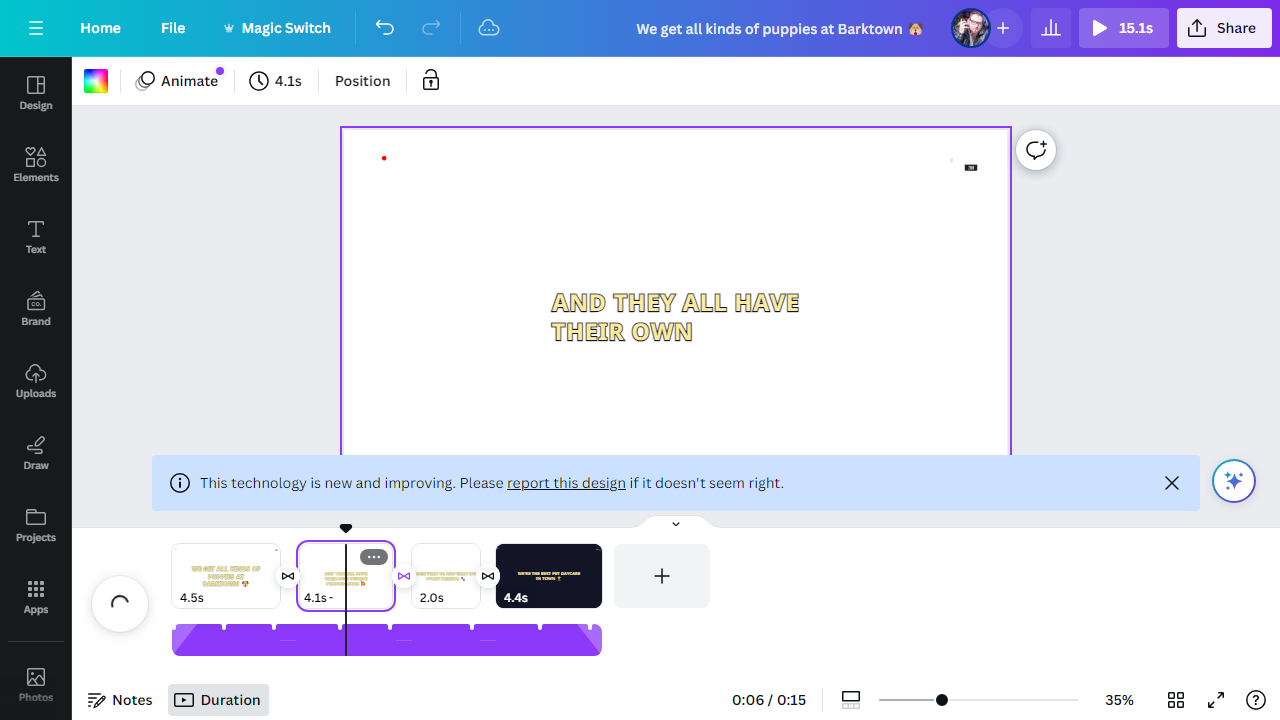 Home
File
Magic Switch
We get all kinds of puppies at Barktown
15.1s
Share
Animate
4.1s
Position
Design
Elements
Text
CO.
Brand
Uploads
Draw
Projects
Apps
Photos
AND THEY ALL HAVE
THEIR OWN
This technology is new and improving. Please report this design if it doesn't seem right.
WE GET ALL KINDS OF
PUPPIES AT
BARKTOWN
4.5s
4.1s -
2.0s
WE'RE THE BEST PET DAYCARE
IN TOWN
4.4s
Notes
Duration
0:06 / 0:15
35%